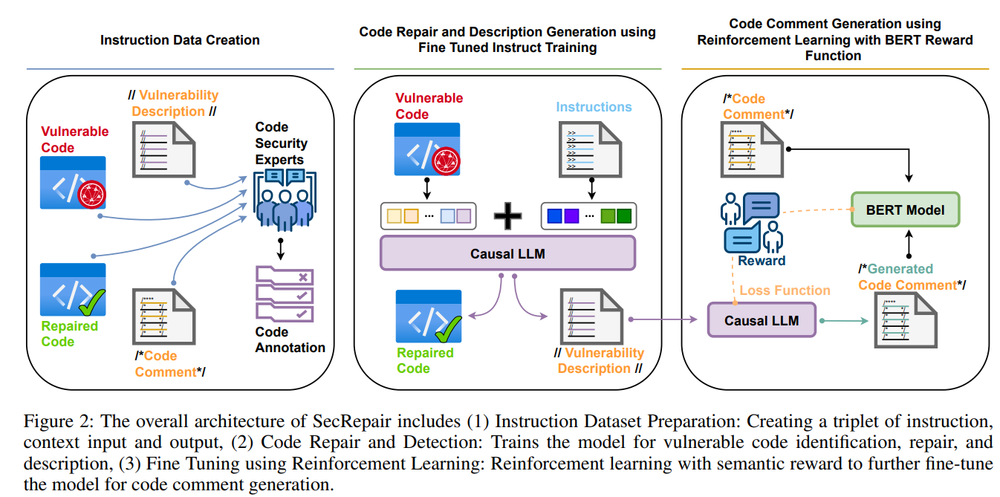 Instruction Data Creation
// Vulnerability
Description //
Vulnerable
Code
Code
Security
Experts
Repaired
Code
/*Code
Comment*/
Code
Annotation
Code Repair and Description Generation using
Fine Tuned Instruct Training
Vulnerable
Code
Instructions
...
...
Causal LLM
Repaired
Code
// Vulnerability
Description //
Code Comment Generation using
Reinforcement Learning with BERT Reward
Function
/*Code
Comment*/
BERT Model
Reward
/*Generated
Code Comment*/
Loss Function
Causal LLM
Figure 2: The overall architecture of SecRepair includes (1) Instruction Dataset Preparation: Creating a triplet of instruction,
context input and output, (2) Code Repair and Detection: Trains the model for vulnerable code identification, repair, and
description, (3) Fine Tuning using Reinforcement Learning: Reinforcement learning with semantic reward to further fine-tune
the model for code comment generation.